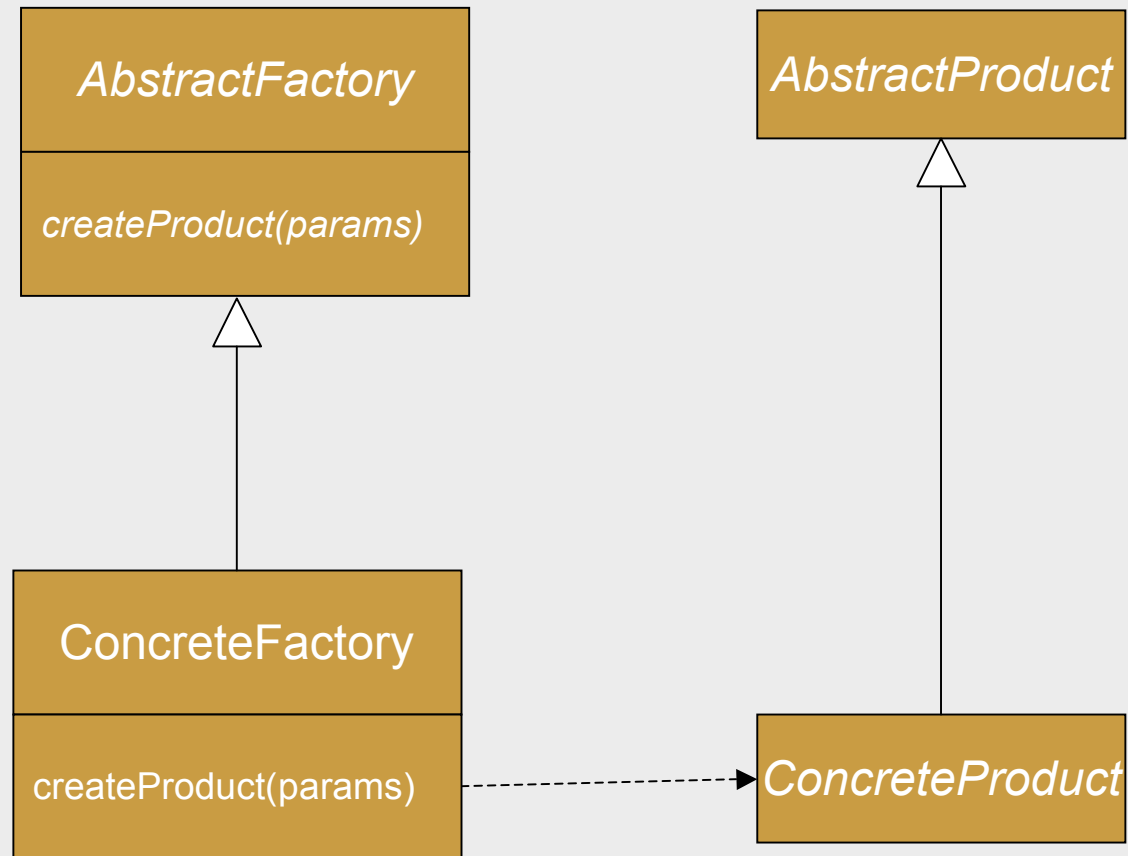 AbstractFactory
createProduct(params)
AbstractProduct
ConcreteFactory
createProduct(params)
ConcreteProduct